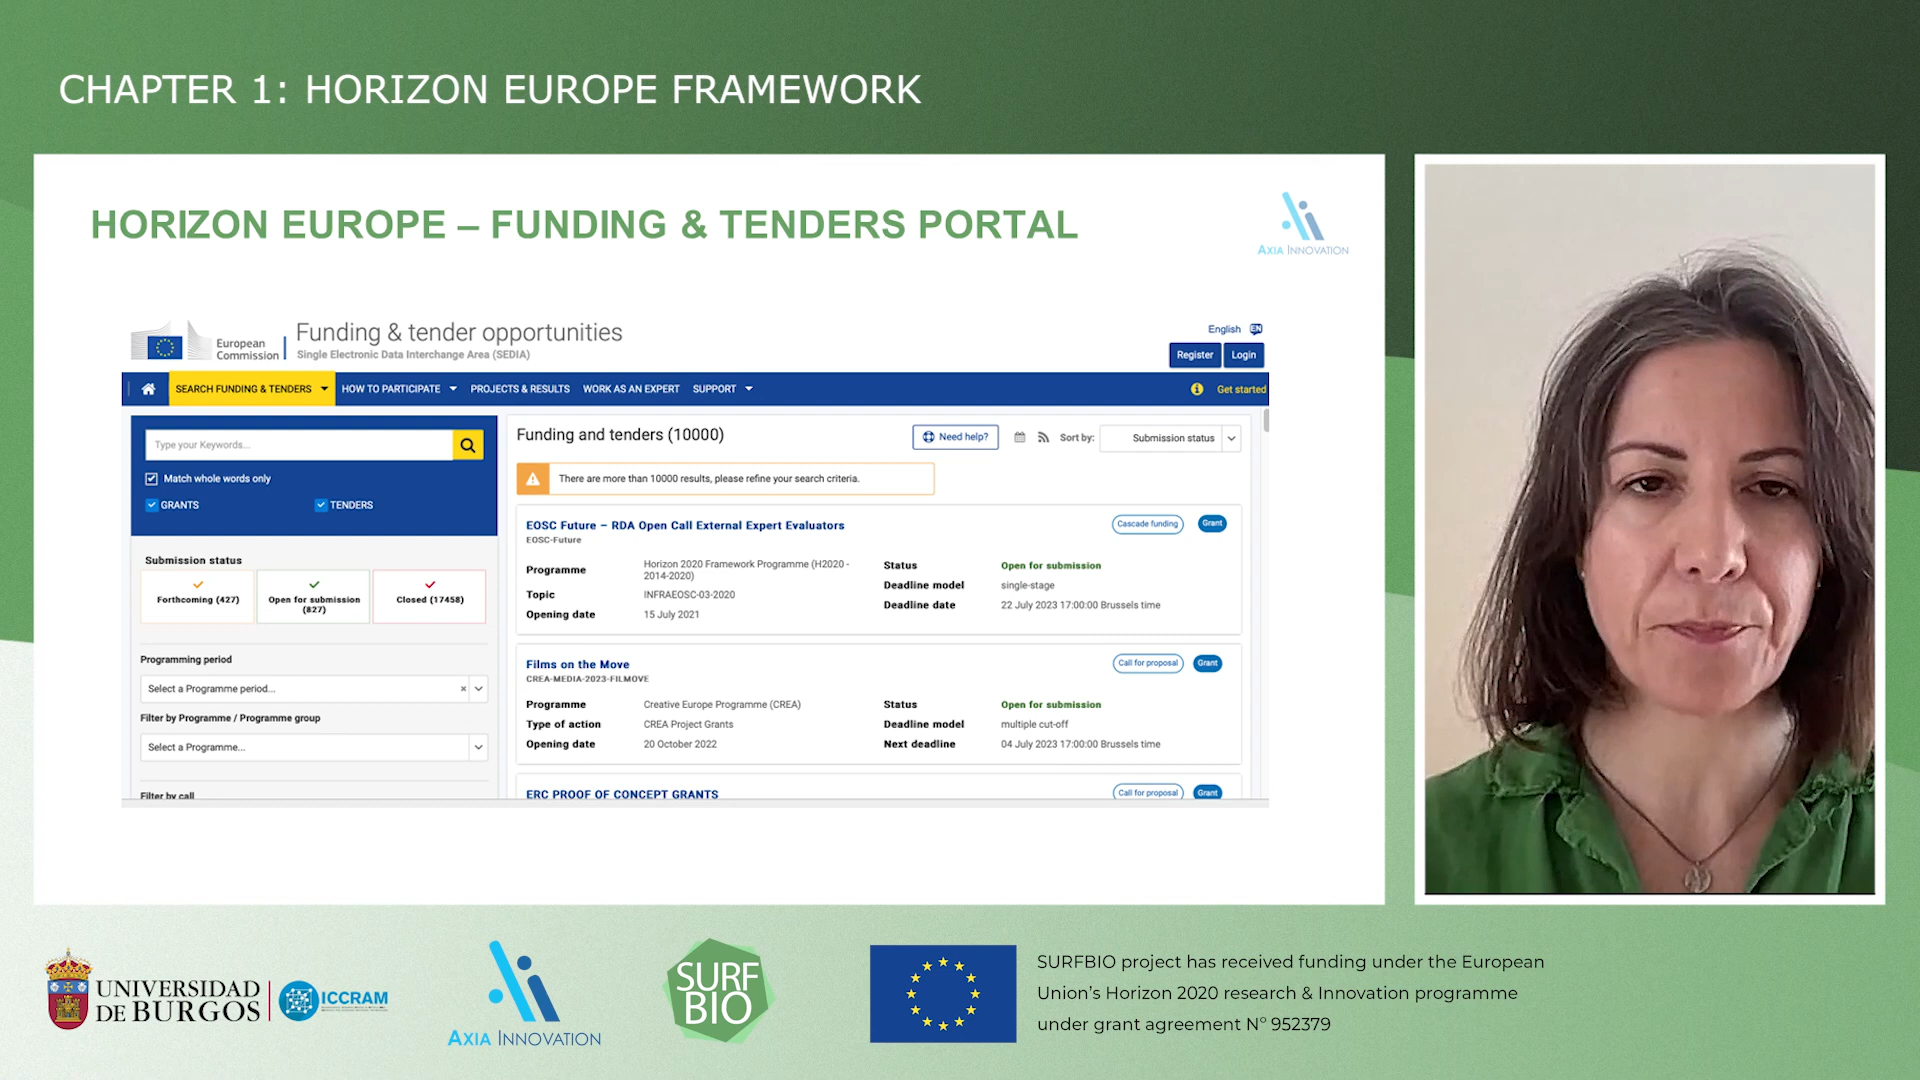 CHAPTER 1: HORIZON EUROPE FRAMEWORK
HORIZON EUROPE – FUNDING & TENDERS PORTAL
AXIA INNOVATION
European
Commission
Funding & tender opportunities
Single Electronic Data Interchange Area (SEDIA)
English EN
Register Login
SEARCH FUNDING & TENDERS HOW TO PARTICIPATE PROJECTS & RESULTS WORK AS AN EXPERT SUPPORT Get started
Type your Keywords...
Match whole words only
GRANTS TENDERS
Submission status
Forthcoming (427)
Open for submission
(827)
Closed (17458)
Programming period
Select a Programme period...
Filter by Programme / Programme group
Select a Programme...
Filter by call
Funding and tenders (10000)
Need help? Sort by: Submission status
There are more than 10000 results, please refine your search criteria.
EOSC Future – RDA Open Call External Expert Evaluators Cascade funding Grant
EOSC-Future
Programme Horizon 2020 Framework Programme (H2020 -
2014-2020)
Topic INFRAEOSC-03-2020
Opening date 15 July 2021
Status Open for submission
Deadline model single-stage
Deadline date 22 July 2023 17:00:00 Brussels time
Films on the Move Call for proposal Grant
CREA-MEDIA-2023-FILMOVE
Programme Creative Europe Programme (CREA)
Type of action CREA Project Grants
Opening date 20 October 2022
Status Open for submission
Deadline model multiple cut-off
Next deadline 04 July 2023 17:00:00 Brussels time
ERC PROOF OF CONCEPT GRANTS Call for proposal Grant
UNIVERSIDAD
DE BURGOS
ICCRAM
AXIA INNOVATION
SURF
BIO
SURFBIO project has received funding under the European
Union's Horizon 2020 research & Innovation programme
under grant agreement Nº 952379